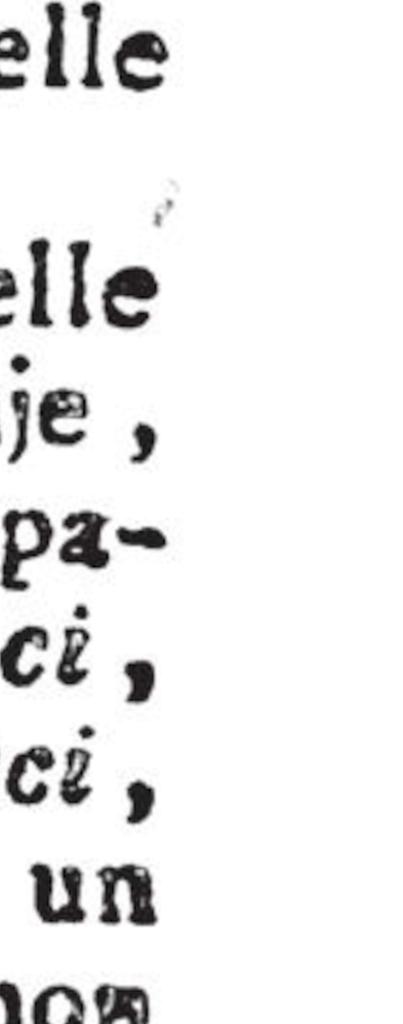 elle
elle
je ,
pa-
ci ,
ci ,
un